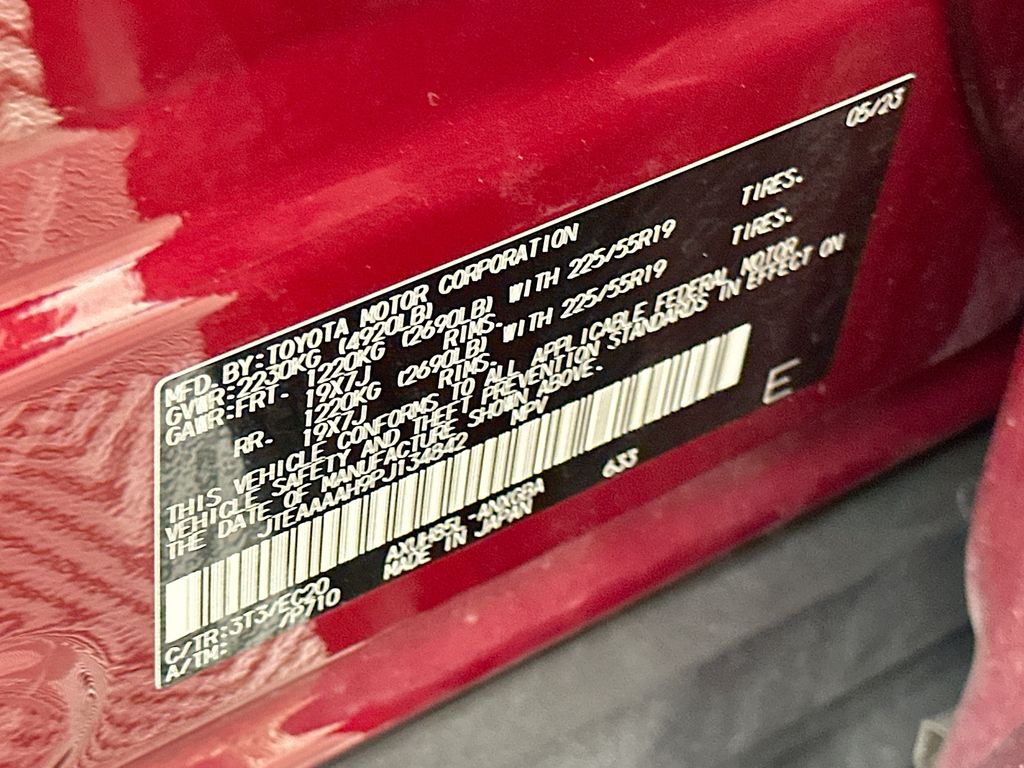 MFD. BY: TOYOTA MOTOR CORPORATION 05/23
GVWR: 2230KG (4920LB)
GAWR: FRT- 1220KG (2690LB) WITH 225/55R19 TIRES.
19X7J RIMS.
RR- 1220KG (2690LB) WITH 225/55R19 TIRES.
19X7J RIMS.
THIS VEHICLE CONFORMS TO ALL APPLICABLE FEDERAL MOTOR
VEHICLE SAFETY AND THEFT PREVENTION STANDARDS IN EFFECT ON
THE DATE OF MANUFACTURE SHOWN ABOVE.
JTEAAAAH9PJ134842 MPV
E
C/TR: 3T3/EC20 AXUH85L-ANXGBA 633
A/TM: /P710 MADE IN JAPAN